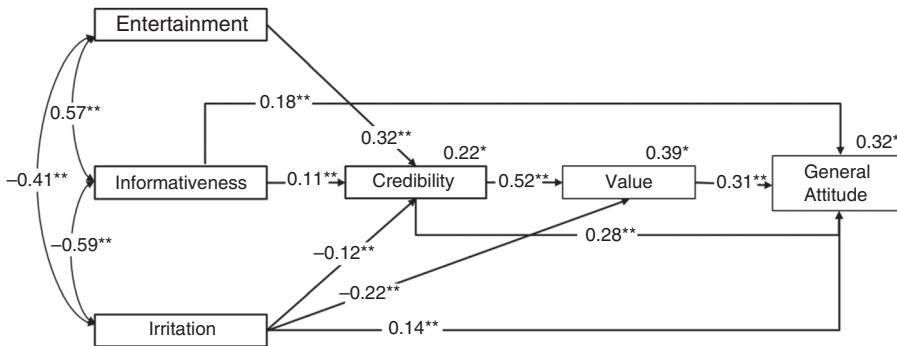 Entertainment
0.57**
0.18**
0.32**
0.22*
0.39*
0.32*
–0.41**
Informativeness
0.11**
Credibility
0.52**
Value
0.31**
General
Attitude
–0.59**
–0.12**
0.28**
–0.22**
Irritation
0.14**